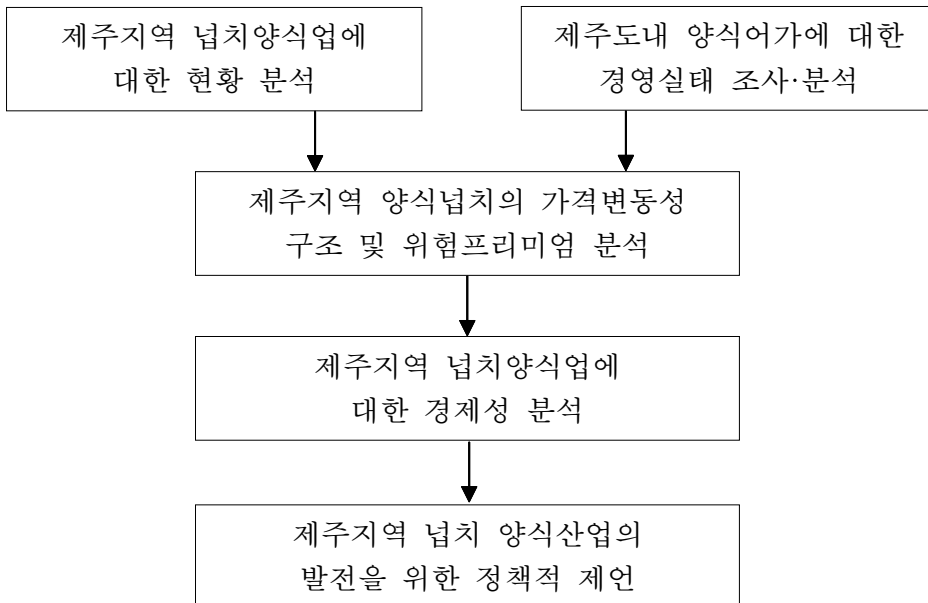 제주지역 넙치양식업에
대한 현황 분석
제주도내 양식어가에 대한
경영실태 조사·분석
제주지역 양식넙치의 가격변동성
구조 및 위험프리미엄 분석
제주지역 넙치양식업에
대한 경제성 분석
제주지역 넙치 양식산업의
발전을 위한 정책적 제언